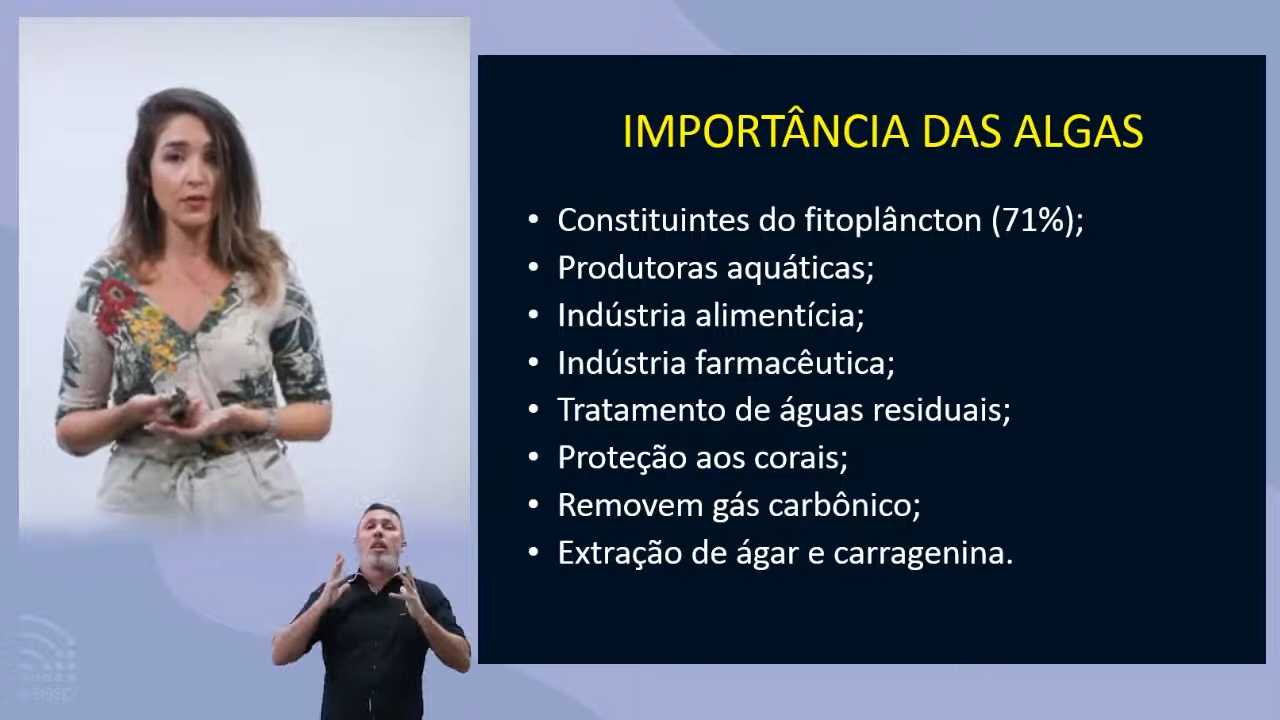 IMPORTÂNCIA DAS ALGAS
• Constituintes do fitoplâncton (71%);
• Produtoras aquáticas;
• Indústria alimentícia;
• Indústria farmacêutica;
• Tratamento de águas residuais;
• Proteção aos corais;
• Removem gás carbônico;
• Extração de ágar e carragenina.